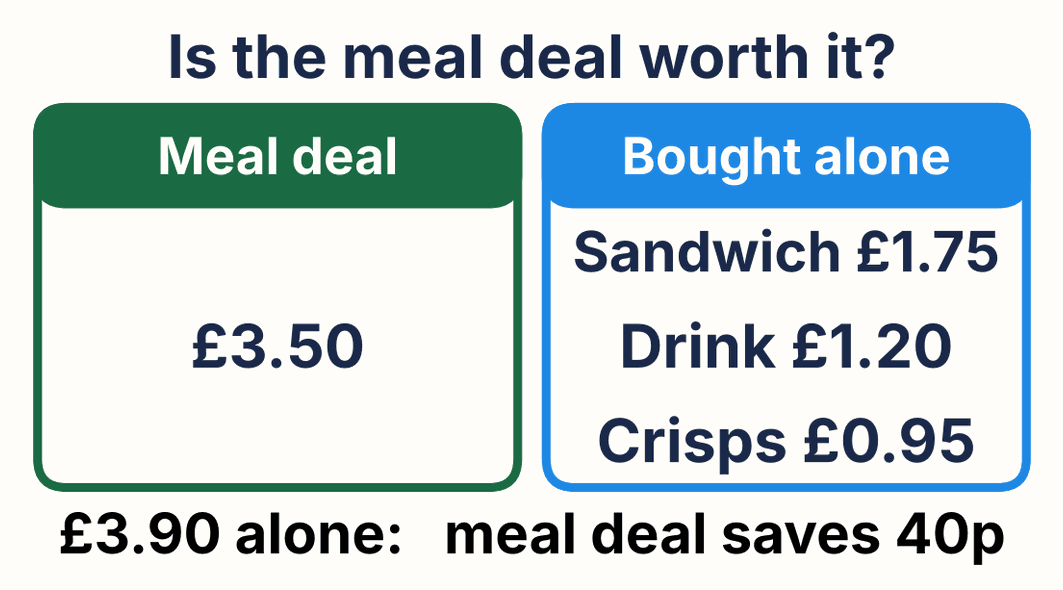 Is the meal deal worth it?
Meal deal
£3.50
Bought alone
Sandwich £1.75
Drink £1.20
Crisps £0.95
£3.90 alone: meal deal saves 40p